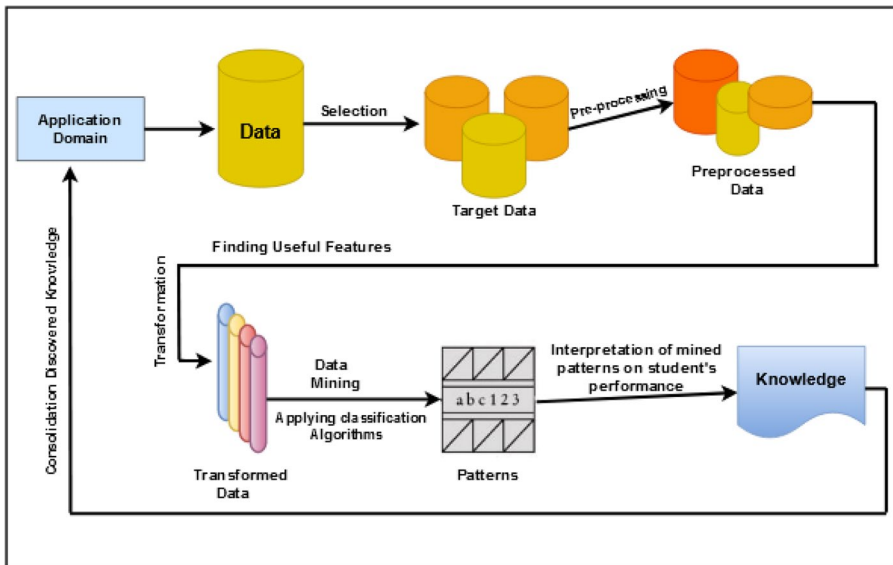 Application
Domain
Data
Selection
Target Data
Pre-processing
Preprocessed
Data
Finding Useful Features
Transformation
Transformed
Data
Data
Mining
Applying classification
Algorithms
abc123
Patterns
Interpretation of mined
patterns on student's
performance
Knowledge
Consolidation Discovered Knowledge